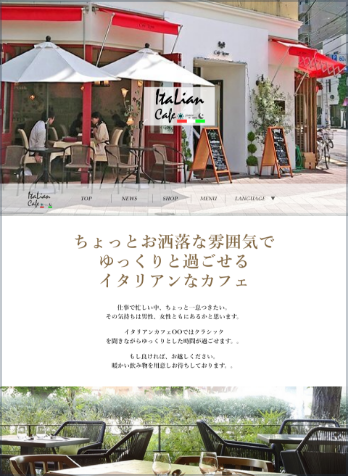 Italian
Cafe
Italian
Cafe
TOP
NEWS
SHOP
MENU
LANGUAGE ▼
ちょっとお洒落な雰囲気で
ゆっくりと過ごせる
イタリアンなカフェ
仕事で忙しい中、ちょっと一息つきたい。
その気持ちは男性、女性ともにあるかと思います。
イタリアンカフェ〇〇ではクラシック
を聞きながらゆっくりとした時間が過ごせます。。
もし良ければ、お越しください。
暖かい飲み物を用意しお待ちしております。。